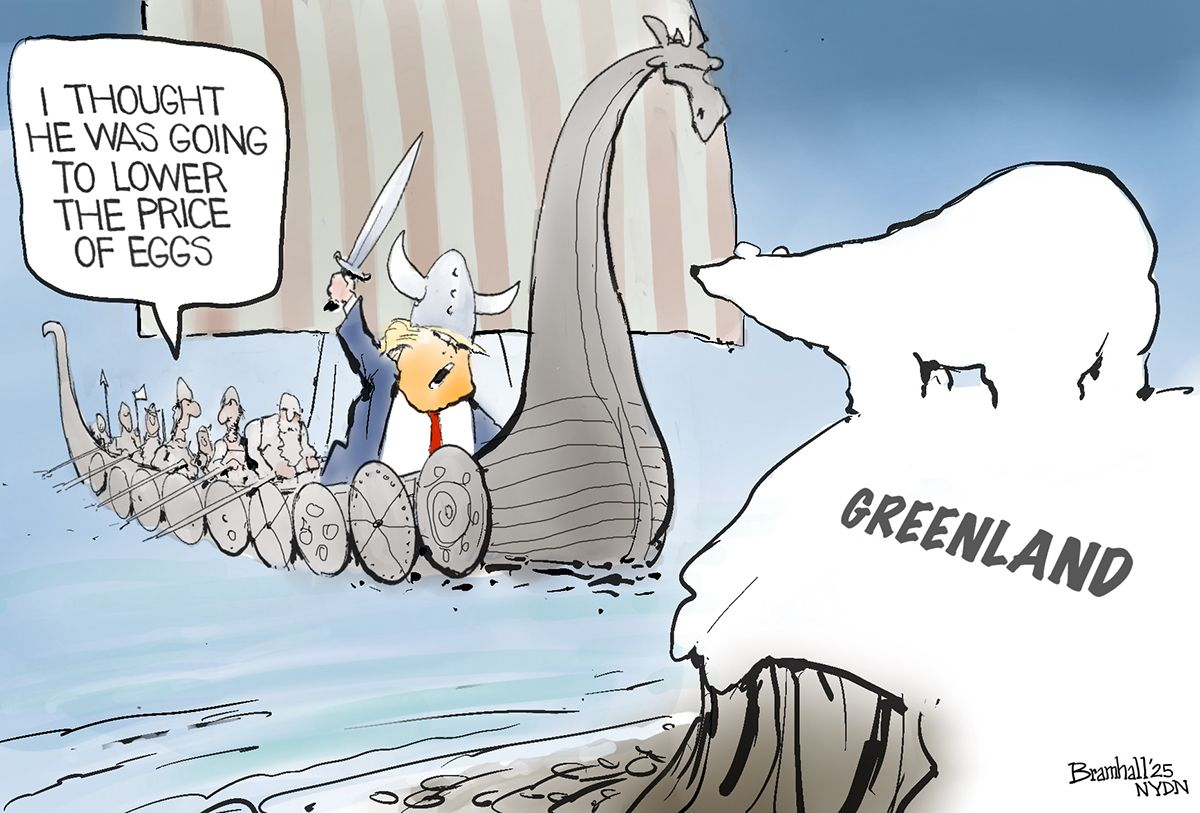 I THOUGHT
HE WAS GOING
TO LOWER
THE PRICE
OF EGGS
GREENLAND
Bramhall '25
NYDN